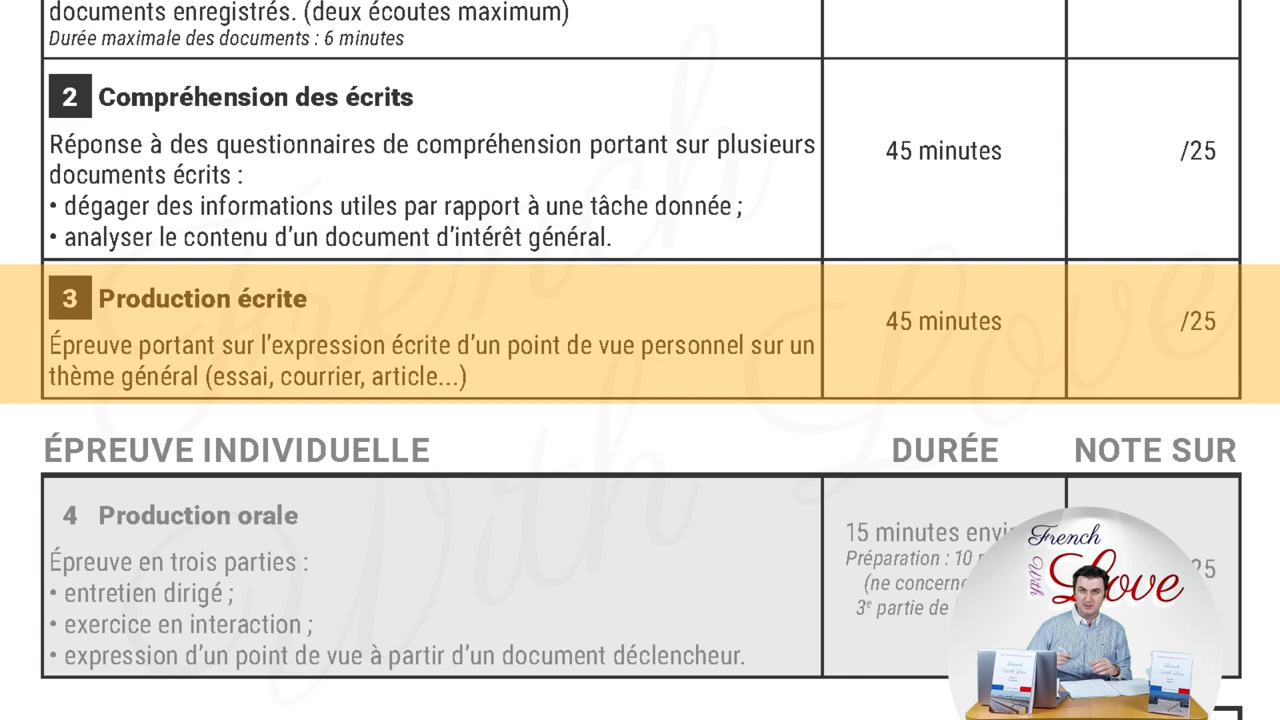 documents enregistrés. (deux écoutes maximum)
Durée maximale des documents : 6 minutes
2 Compréhension des écrits
Réponse à des questionnaires de compréhension portant sur plusieurs
documents écrits :
• dégager des informations utiles par rapport à une tâche donnée ;
• analyser le contenu d'un document d'intérêt général.
45 minutes
/25
3 Production écrite
Épreuve portant sur l'expression écrite d'un point de vue personnel sur un
thème général (essai, courrier, article...)
45 minutes
/25
ÉPREUVE INDIVIDUELLE
DURÉE
NOTE SUR
4 Production orale
Épreuve en trois parties :
• entretien dirigé ;
• exercice en interaction ;
• expression d'un point de vue à partir d'un document déclencheur.
15 minutes
Préparation : 10
(ne
3e partie de
25
French
With
Love
French With Love